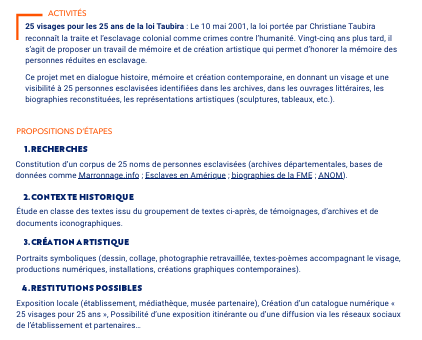 ACTIVITÉS
25 visages pour les 25 ans de la loi Taubira : Le 10 mai 2001, la loi portée par Christiane Taubira
reconnaît la traite et l'esclavage colonial comme crimes contre l'humanité. Vingt-cinq ans plus tard, il
s'agit de proposer un travail de mémoire et de création artistique qui permet d'honorer la mémoire des
personnes réduites en esclavage.
Ce projet met en dialogue histoire, mémoire et création contemporaine, en donnant un visage et une
visibilité à 25 personnes esclavisées identifiées dans les archives, dans les ouvrages littéraires, les
biographies reconstituées, les représentations artistiques (sculptures, tableaux, etc.).
PROPOSITIONS D'ÉTAPES
1. RECHERCHES
Constitution d'un corpus de 25 noms de personnes esclavisées (archives départementales, bases de
données comme Marronnage.info ; Esclaves en Amérique ; biographies de la FME ; ANOM).
2. CONTEXTE HISTORIQUE
Étude en classe des textes issu du groupement de textes ci-après, de témoignages, d'archives et de
documents iconographiques.
3. CRÉATION ARTISTIQUE
Portraits symboliques (dessin, collage, photographie retravaillée, textes-poèmes accompagnant le visage,
productions numériques, installations, créations graphiques contemporaines).
4. RESTITUTIONS POSSIBLES
Exposition locale (établissement, médiathèque, musée partenaire), Création d'un catalogue numérique «
25 visages pour 25 ans », Possibilité d'une exposition itinérante ou d'une diffusion via les réseaux sociaux
de l'établissement et partenaires…